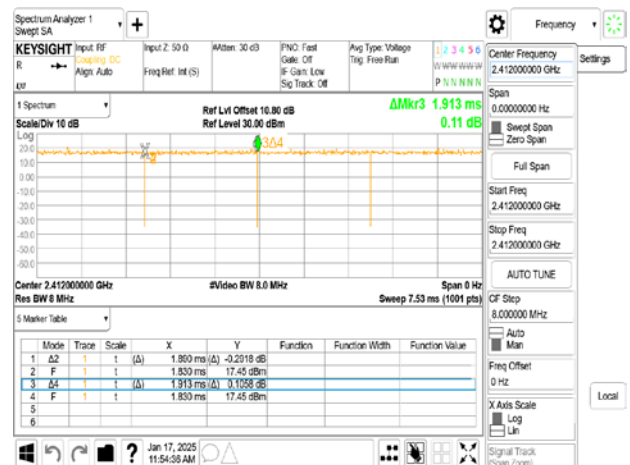 Spectrum Analyzer 1
Swept SA
Frequency
KEYSIGHT Input: RF Input Z: 50 Ω #Atten: 30 dB PNO: Fast Avg Type: Voltage 1 2 3 4 5 6
R Coupling: DC Gate: Off Trig: Free Run W W W W W W
Align: Auto Freq Ref: Int (S) IF Gain: Low
Sig Track: Off P N N N N N
1 Spectrum
Ref Lvl Offset 10.80 dB ΔMkr3 1.913 ms
Scale/Div 10 dB Ref Level 30.00 dBm 0.11 dB
Log
20.0
10.0
0.00
-10.0
-20.0
-30.0
-40.0
-50.0
-60.0
3Δ4
Center 2.412000000 GHz #Video BW 8.0 MHz Span 0 Hz
Res BW 8 MHz Sweep 7.53 ms (1001 pts)
5 Marker Table
Mode Trace Scale X Y Function Function Width Function Value
1 Δ2 1 t (Δ) 1.890 ms (Δ) -0.2918 dB
2 F 1 t 1.830 ms 17.45 dBm
3 Δ4 1 t (Δ) 1.913 ms (Δ) 0.1058 dB
4 F 1 t 1.830 ms 17.45 dBm
5
6
? Jan 17, 2025
11:54:36 AM
Center Frequency
2.412000000 GHz
Settings
Span
0.00000000 Hz
Swept Span
Zero Span
Full Span
Start Freq
2.412000000 GHz
Stop Freq
2.412000000 GHz
AUTO TUNE
CF Step
8.000000 MHz
Auto
Man
Freq Offset
0 Hz
X Axis Scale
Log
Lin
Local
Signal Track
(Span Zoom)